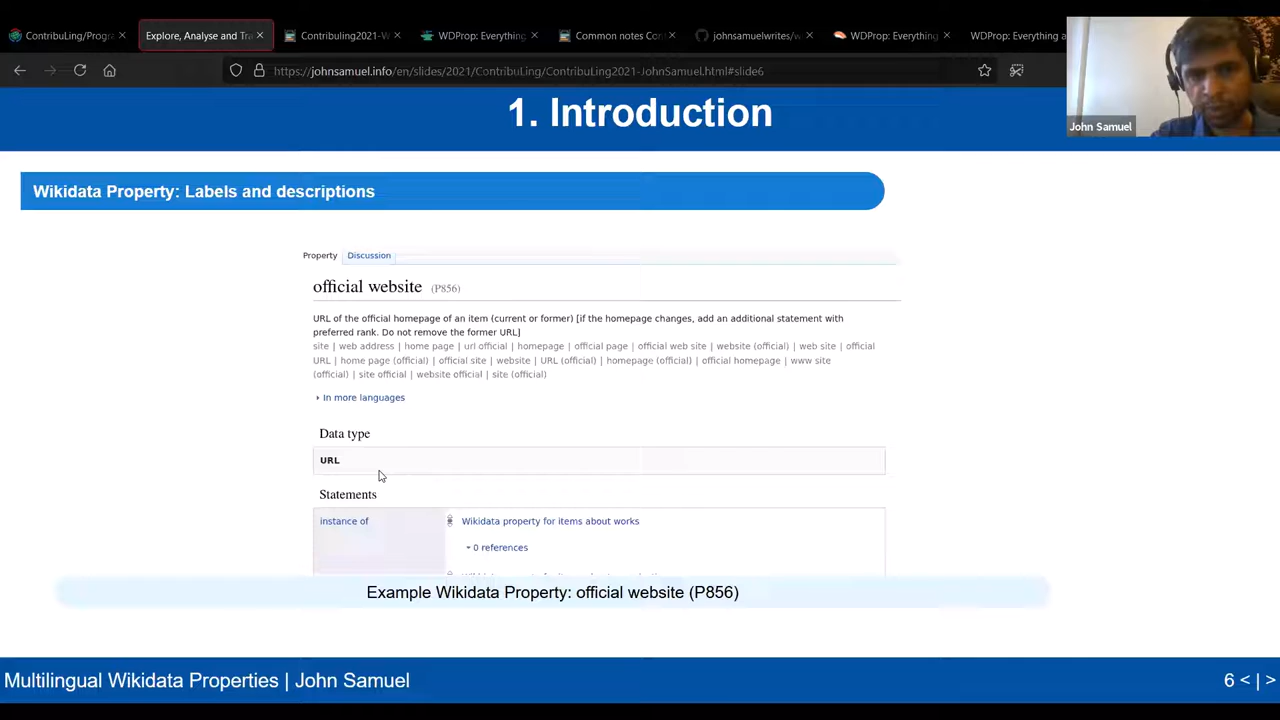 ContribuLing/Progra
Explore, Analyse and Tra
Contribuling2021-W
WDProp: Everything
Common notes Con
johnsamuelwrites/w
WDProp: Everything
WDProp: Everything a
https://johnsamuel.info/en/slides/2021/ContribuLing/ContribuLing2021-JohnSamuel.html#slide6
John Samuel
1. Introduction
Wikidata Property: Labels and descriptions
Property
Discussion
official website (P856)
URL of the official homepage of an item (current or former) [if the homepage changes, add an additional statement with
preferred rank. Do not remove the former URL]
site | web address | home page | url official | homepage | official page | official web site | website (official) | web site | official
URL | home page (official) | official site | website | URL (official) | homepage (official) | official homepage | www site
(official) | site official | website official | site (official)
In more languages
Data type
URL
Statements
instance of
Wikidata property for items about works
0 references
Example Wikidata Property: official website (P856)
Multilingual Wikidata Properties | John Samuel
6 < | >